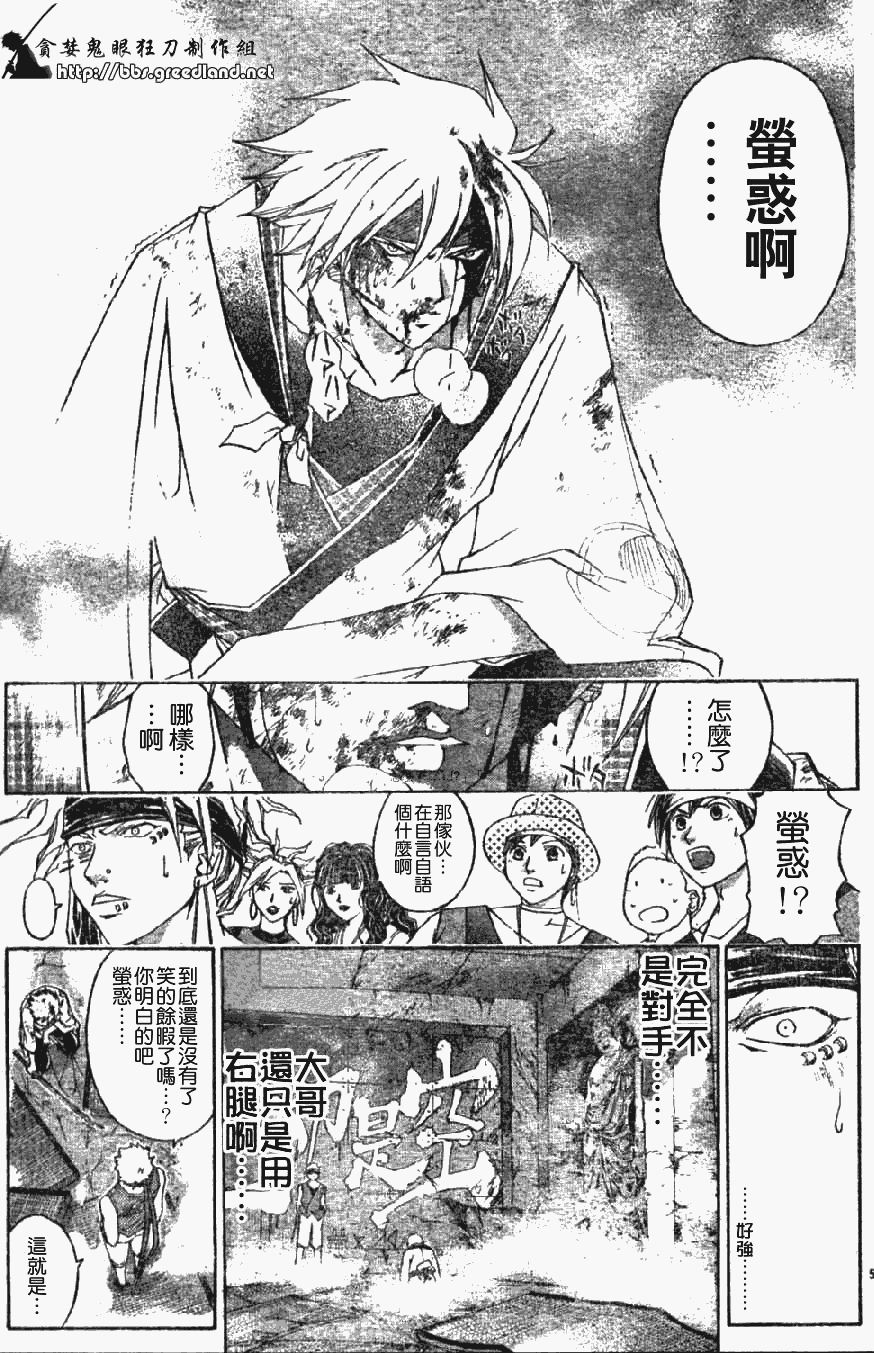 貪婪鬼眼狂刀制作組
http://bbs.greedland.net
螢惑啊
……
怎麼了
……!?
哪樣…
…啊
螢惑!?
那傢伙…
在自言自語
個什麼啊
……好強………
完全不
是對手……
大哥
還只是用
右腿啊……
到底還是沒有了
笑的餘暇了嗎…?
你明白的吧
螢惑……
這就是…
5